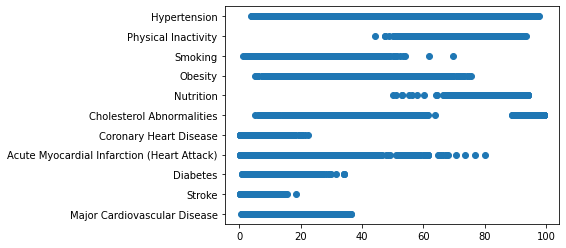 Hypertension
Physical Inactivity
Smoking
Obesity
Nutrition
Cholesterol Abnormalities
Coronary Heart Disease
Acute Myocardial Infarction (Heart Attack)
Diabetes
Stroke
Major Cardiovascular Disease
0 20 40 60 80 100